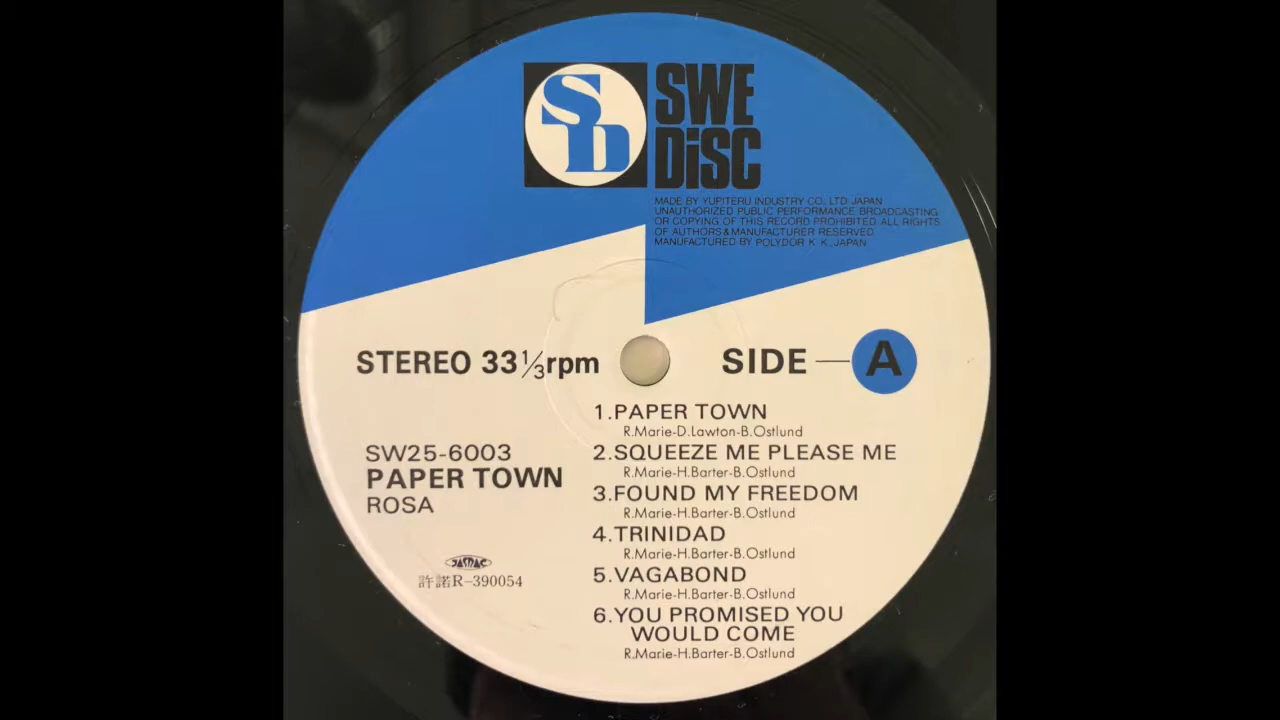 SD
SWE
DiSC
MADE BY YUPITERU INDUSTRY CO., LTD. JAPAN
UNAUTHORIZED PUBLIC PERFORMANCE BROADCASTING
OR COPYING OF THIS RECORD PROHIBITED ALL RIGHTS
OF AUTHORS & MANUFACTURER RESERVED
MANUFACTURED BY POLYDOR K. K., JAPAN
STEREO 33⅓rpm
SIDE — A
SW25-6003
PAPER TOWN
ROSA
JASRAC
許諾R-390054
1.PAPER TOWN
R.Marie-D.Lawton-B.Ostlund
2.SQUEEZE ME PLEASE ME
R.Marie-H.Barter-B.Ostlund
3.FOUND MY FREEDOM
R.Marie-H.Barter-B.Ostlund
4.TRINIDAD
R.Marie-H.Barter-B.Ostlund
5.VAGABOND
R.Marie-H.Barter-B.Ostlund
6.YOU PROMISED YOU
WOULD COME
R.Marie-H.Barter-B.Ostlund